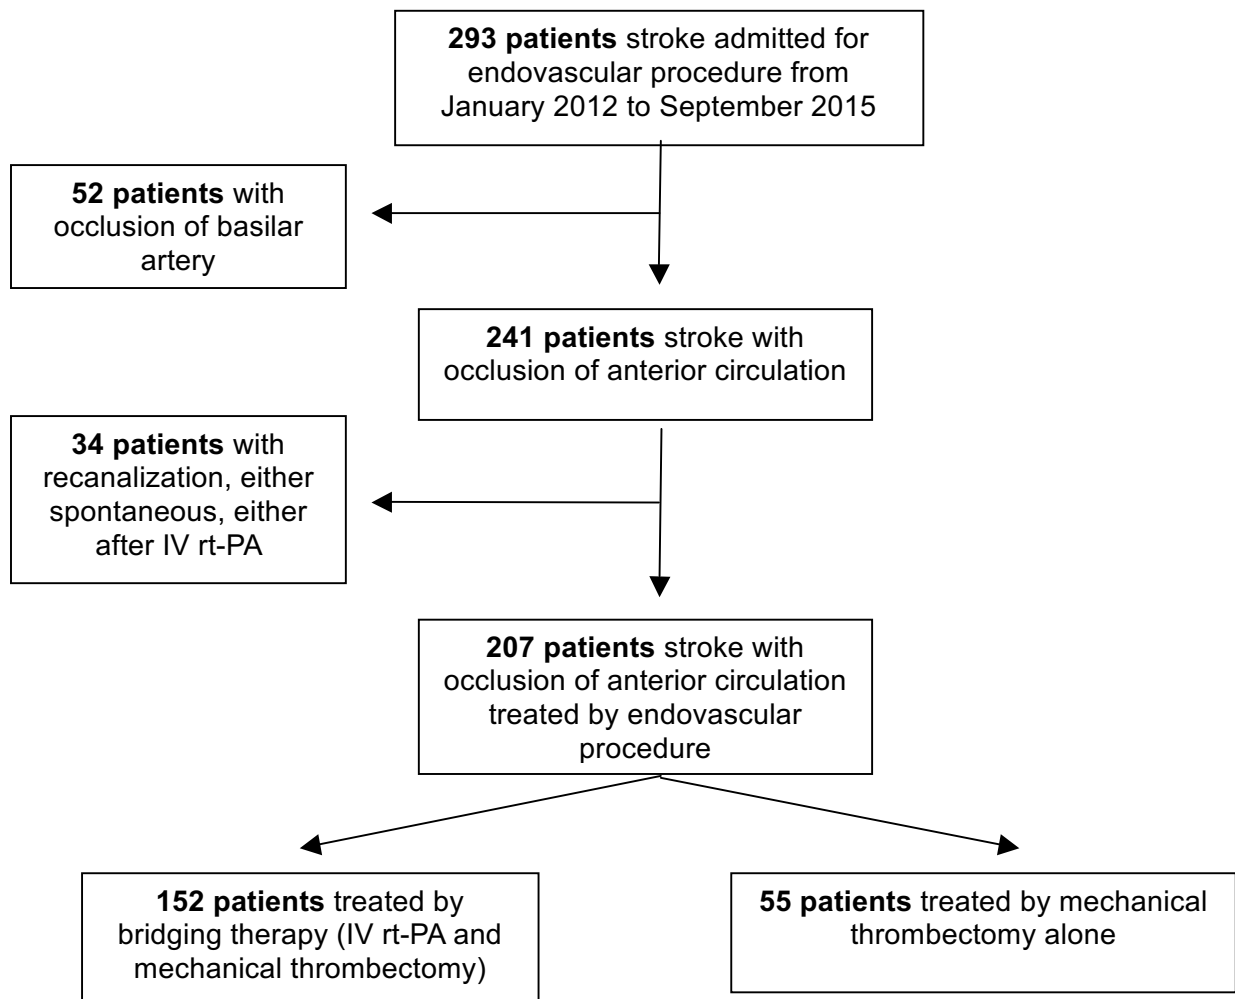 293 patients stroke admitted for
endovascular procedure from
January 2012 to September 2015
52 patients with
occlusion of basilar
artery
241 patients stroke with
occlusion of anterior circulation
34 patients with
recanalization, either
spontaneous, either
after IV rt-PA
207 patients stroke with
occlusion of anterior circulation
treated by endovascular
procedure
152 patients treated by
bridging therapy (IV rt-PA and
mechanical thrombectomy)
55 patients treated by mechanical
thrombectomy alone